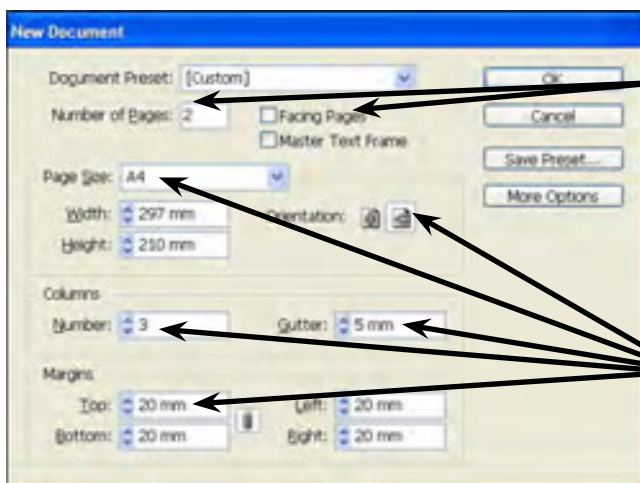 New Document
Document Preset: [Custom]
OK
Number of Pages: 2
Facing Pages
Cancel
Master Text Frame
Save Preset...
Page Size: A4
More Options
Width: 297 mm
Orientation:
Height: 210 mm
Columns
Number: 3
Gutter: 5 mm
Margins
Top: 20 mm
Left: 20 mm
Bottom: 20 mm
Right: 20 mm